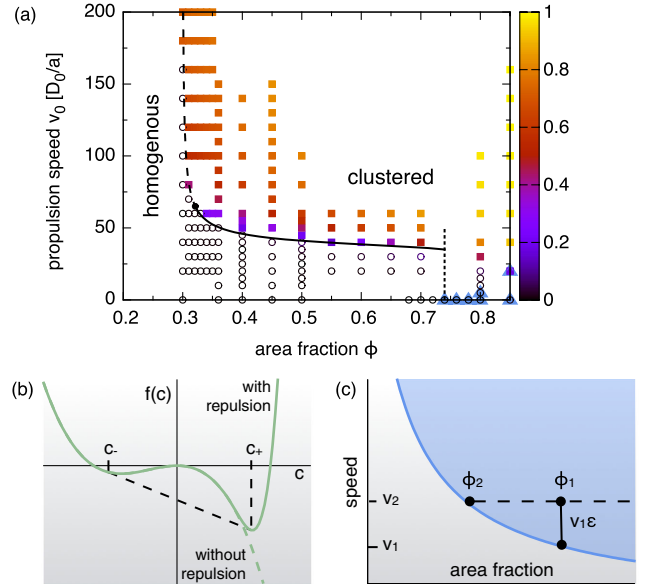 (a)
propulsion speed v₀ [D₀/a]
200
150
100
50
0
0.2
0.3
0.4
0.5
0.6
0.7
0.8
area fraction ϕ
homogenous
clustered
1
0.8
0.6
0.4
0.2
0
(b)
f(c)
with
repulsion
c₋
c₊
c
without
repulsion
(c)
speed
v₂
v₁
ϕ₂
ϕ₁
v₁ε
area fraction